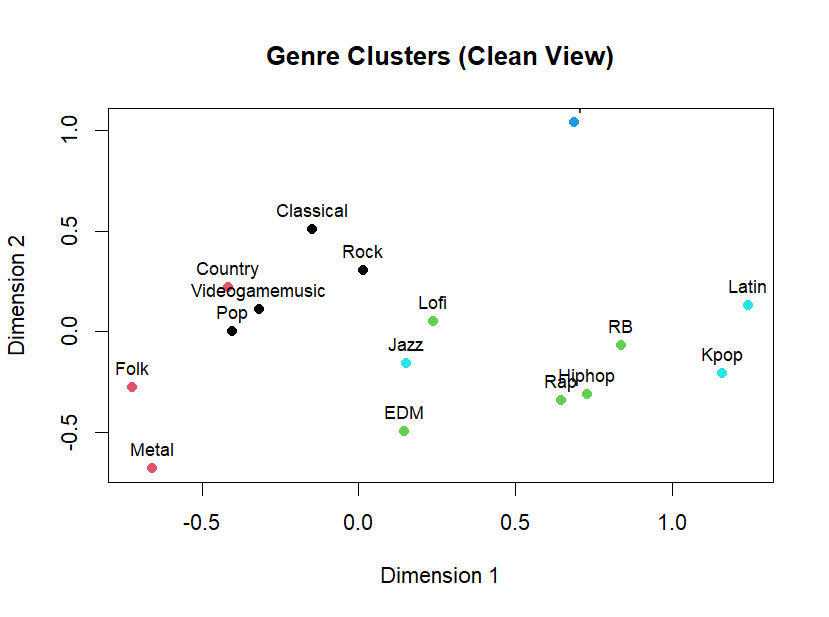 Genre Clusters (Clean View)
1.0
0.5
0.0
-0.5
Dimension 2
Classical
Rock
Country
Videogamemusic
Pop
Latin
Lofi
RB
Jazz
Kpop
Folk
Hiphop
Rap
EDM
Metal
-0.5
0.0
0.5
1.0
Dimension 1